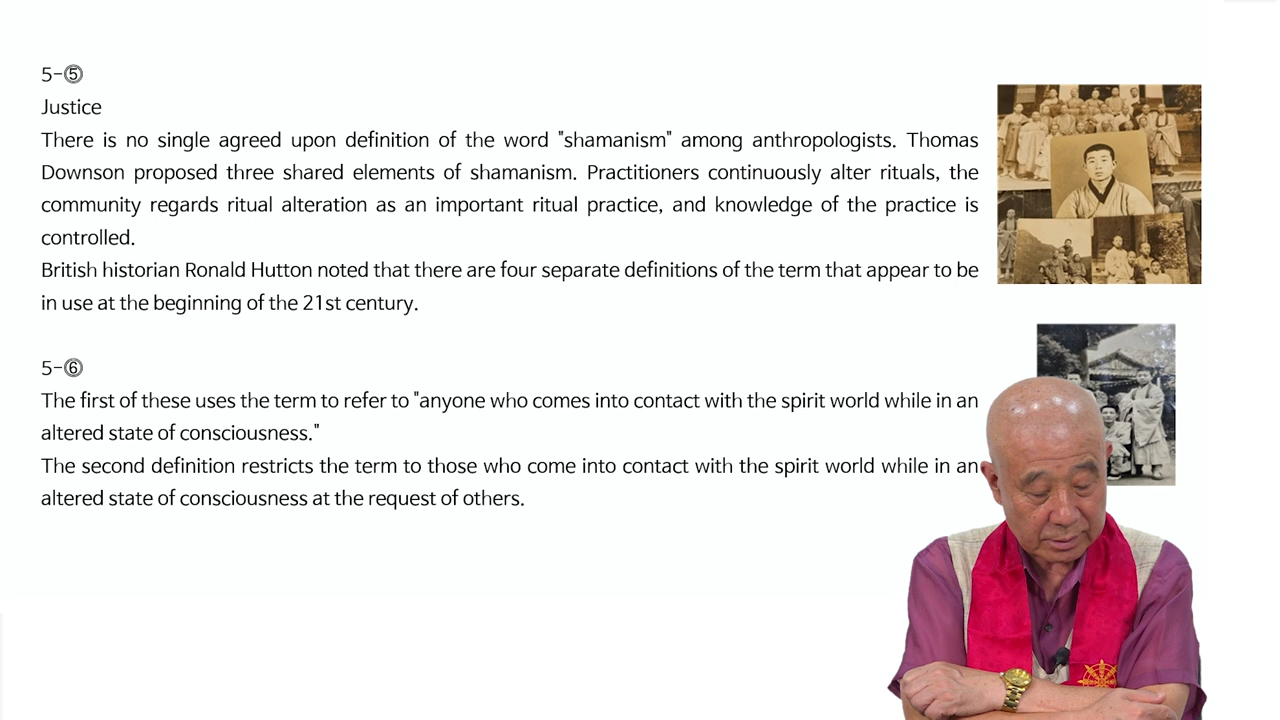 5-⑤
Justice
There is no single agreed upon definition of the word "shamanism" among anthropologists. Thomas
Downson proposed three shared elements of shamanism. Practitioners continuously alter rituals, the
community regards ritual alteration as an important ritual practice, and knowledge of the practice is
controlled.
British historian Ronald Hutton noted that there are four separate definitions of the term that appear to be
in use at the beginning of the 21st century.
5-⑥
The first of these uses the term to refer to "anyone who comes into contact with the spirit world while in an
altered state of consciousness."
The second definition restricts the term to those who come into contact with the spirit world while in an
altered state of consciousness at the request of others.